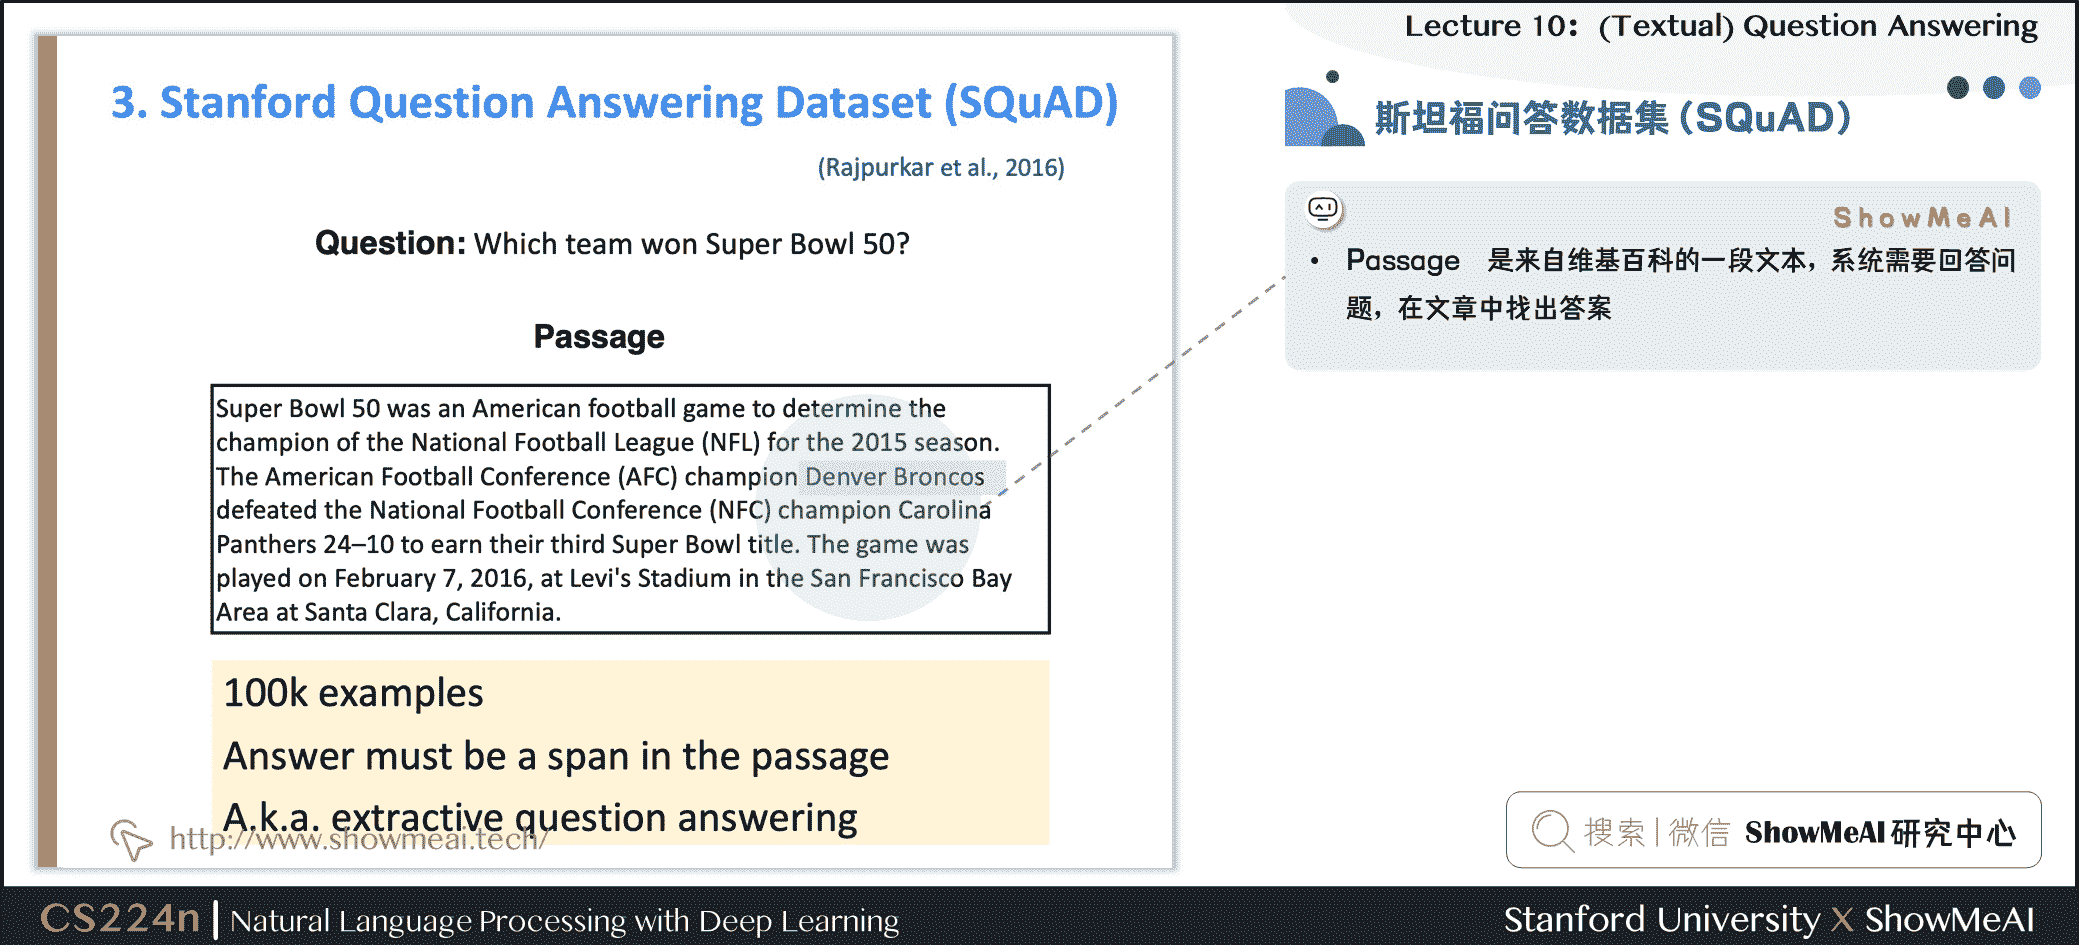 Lecture 10: (Textual) Question Answering
3. Stanford Question Answering Dataset (SQuAD)
(Rajpurkar et al., 2016)
Question: Which team won Super Bowl 50?
Passage
Super Bowl 50 was an American football game to determine the
champion of the National Football League (NFL) for the 2015 season.
The American Football Conference (AFC) champion Denver Broncos
defeated the National Football Conference (NFC) champion Carolina
Panthers 24–10 to earn their third Super Bowl title. The game was
played on February 7, 2016, at Levi's Stadium in the San Francisco Bay
Area at Santa Clara, California.
100k examples
Answer must be a span in the passage
A.k.a. extractive question answering
http://www.showmeai.tech/
斯坦福问答数据集(SQuAD)
ShowMeAI
• Passage 是来自维基百科的一段文本，系统需要回答问
题，在文章中找出答案
搜索|微信 ShowMeAI研究中心
CS224n | Natural Language Processing with Deep Learning
Stanford University X ShowMeAI